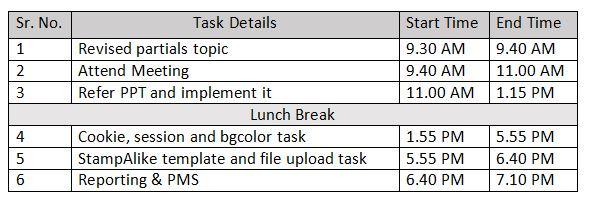 Sr. No. Task Details Start Time End Time
1 Revised partials topic 9.30 AM 9.40 AM
2 Attend Meeting 9.40 AM 11.00 AM
3 Refer PPT and implement it 11.00 AM 1.15 PM
Lunch Break
4 Cookie, session and bgcolor task 1.55 PM 5.55 PM
5 StampAlike template and file upload task 5.55 PM 6.40 PM
6 Reporting & PMS 6.40 PM 7.10 PM